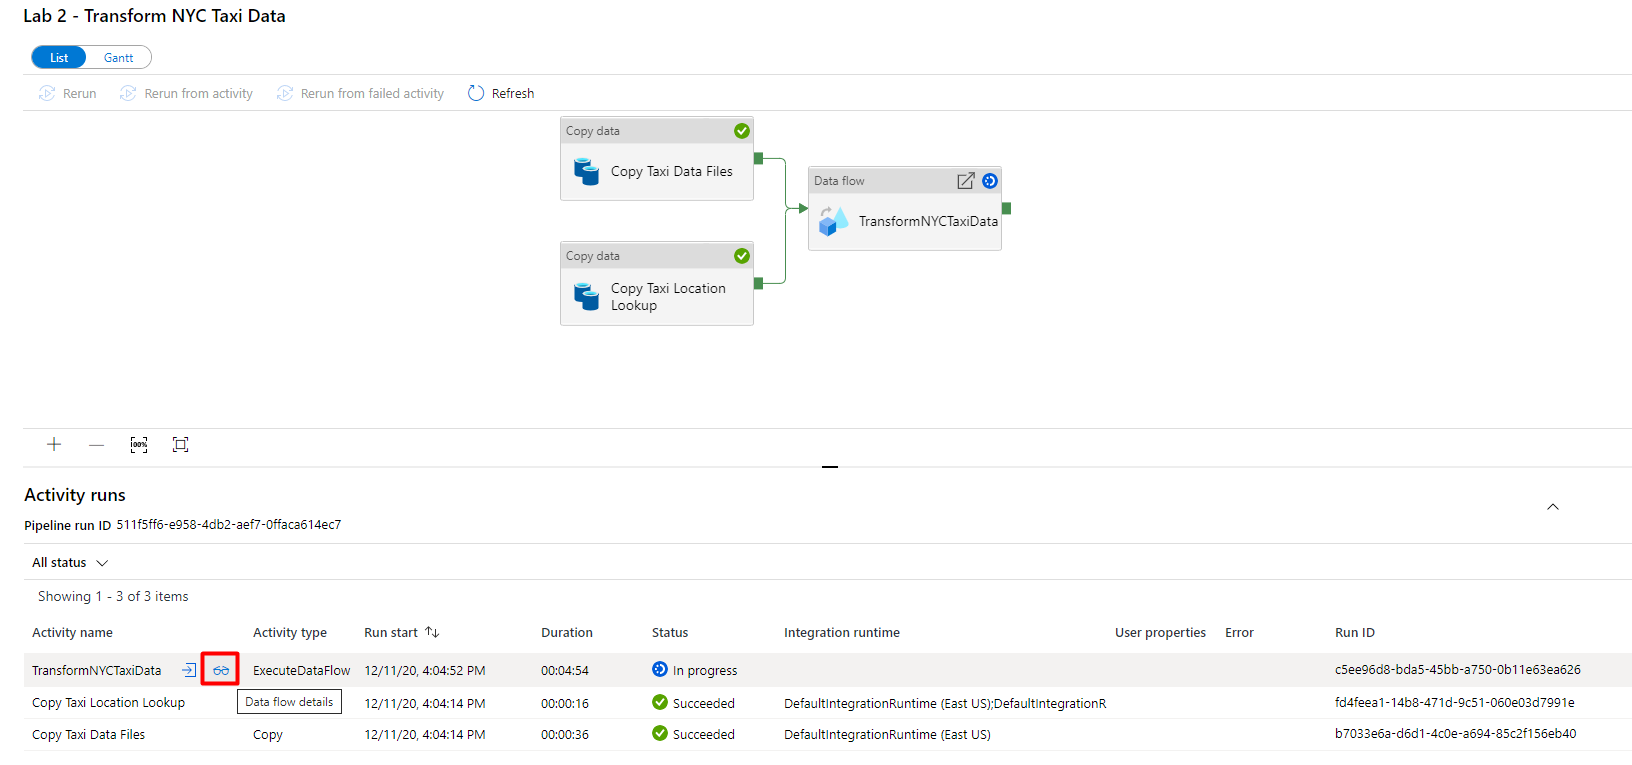 Lab 2 - Transform NYC Taxi Data
List Gantt
Rerun Rerun from activity Rerun from failed activity Refresh
Copy data
Copy Taxi Data Files
Data flow
TransformNYCTaxiData
Copy data
Copy Taxi Location
Lookup
100%
Activity runs
Pipeline run ID 511f5ff6-e958-4db2-aef7-0ffaca614ec7
All status
Showing 1 - 3 of 3 items
Activity name Activity type Run start Duration Status Integration runtime User properties Error Run ID
TransformNYCTaxiData ExecuteDataFlow 12/11/20, 4:04:52 PM 00:04:54 In progress c5ee96d8-bda5-45bb-a750-0b11e63ea626
Copy Taxi Location Lookup Data flow details 12/11/20, 4:04:14 PM 00:00:16 Succeeded DefaultIntegrationRuntime (East US);DefaultIntegrationR fd4feea1-14b8-471d-9c51-060e03d7991e
Copy Taxi Data Files Copy 12/11/20, 4:04:14 PM 00:00:36 Succeeded DefaultIntegrationRuntime (East US) b7033e6a-d6d1-4c0e-a694-85c2f156eb40